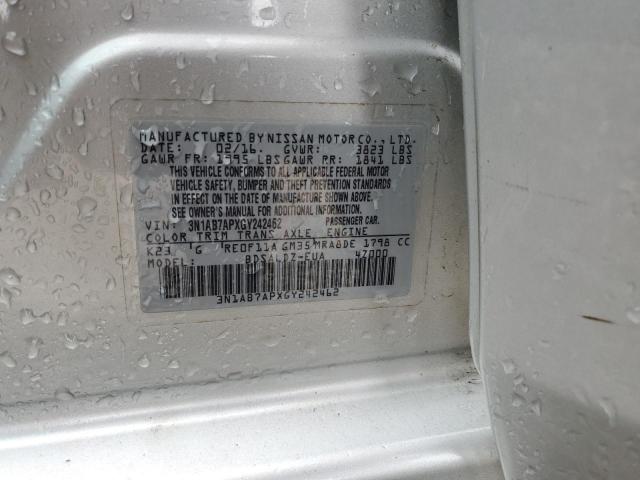 MANUFACTURED BY NISSAN MOTOR CO., LTD.
DATE: 02/16. GVWR: 3823 LBS
GAWR FR: 1995 LBS GAWR RR: 1841 LBS
THIS VEHICLE CONFORMS TO ALL APPLICABLE FEDERAL MOTOR
VEHICLE SAFETY, BUMPER AND THEFT PREVENTION STANDARDS
IN EFFECT ON THE DATE OF MANUFACTURE SHOWN ABOVE.
SEE OWNER'S MANUAL FOR ADDITIONAL INFORMATION
VIN: 3N1AB7APXGY242462 PASSENGER CAR.
COLOR TRIM TRANS AXLE ENGINE
K23 G RE0F11A GM35 MRA8DE 1798 CC
MODEL: BDSALDZ-EUA 4Z000
3N1AB7APXGY242462